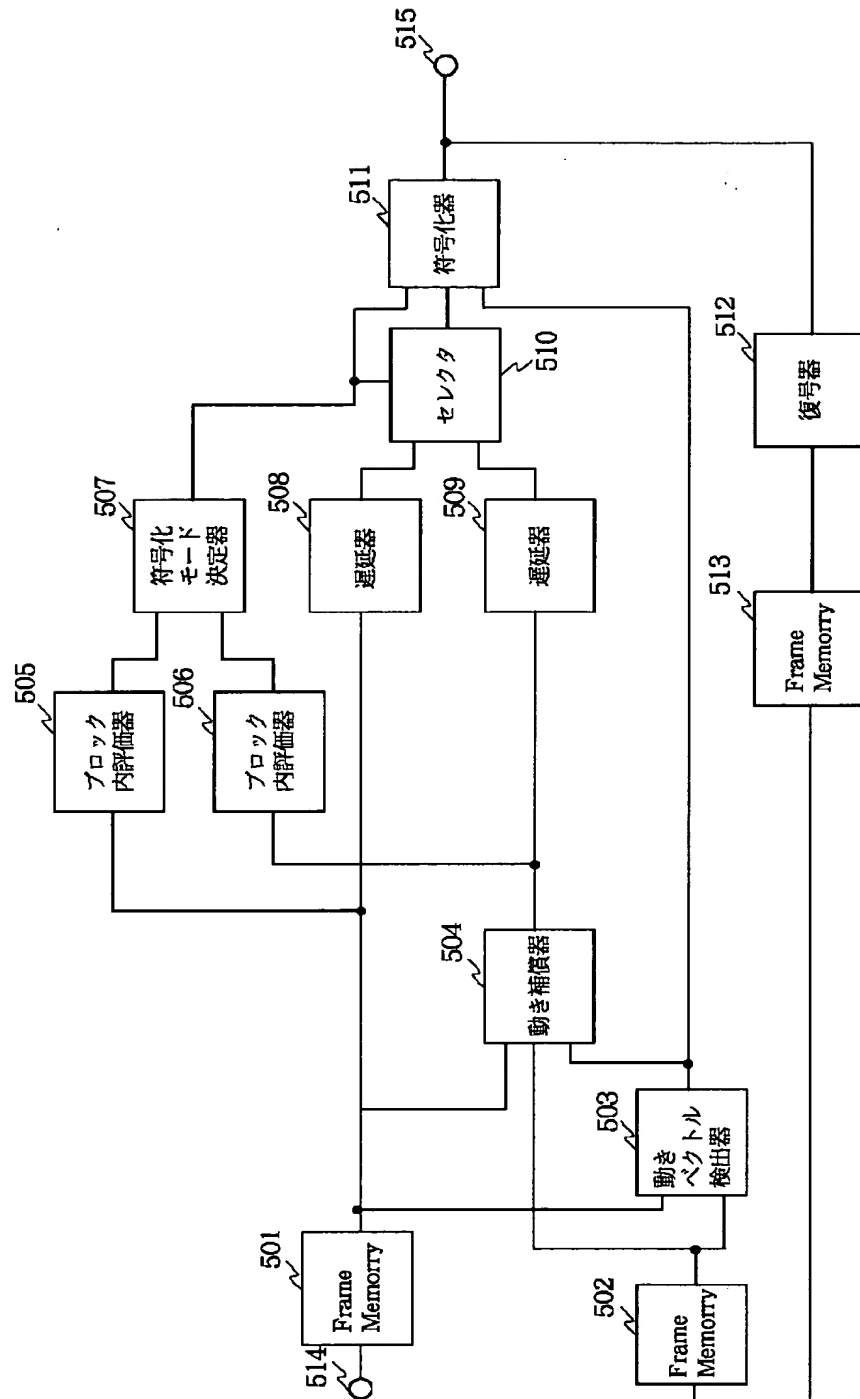 514
501
Frame
Memorry
502
Frame
Memorry
503
動き
ベクトル
検出器
504
動き補償器
505
ブロック
内評価器
506
ブロック
内評価器
507
符号化
モード
決定器
508
遅延器
509
遅延器
510
セレクタ
511
符号化器
515
512
復号器
513
Frame
Memorry